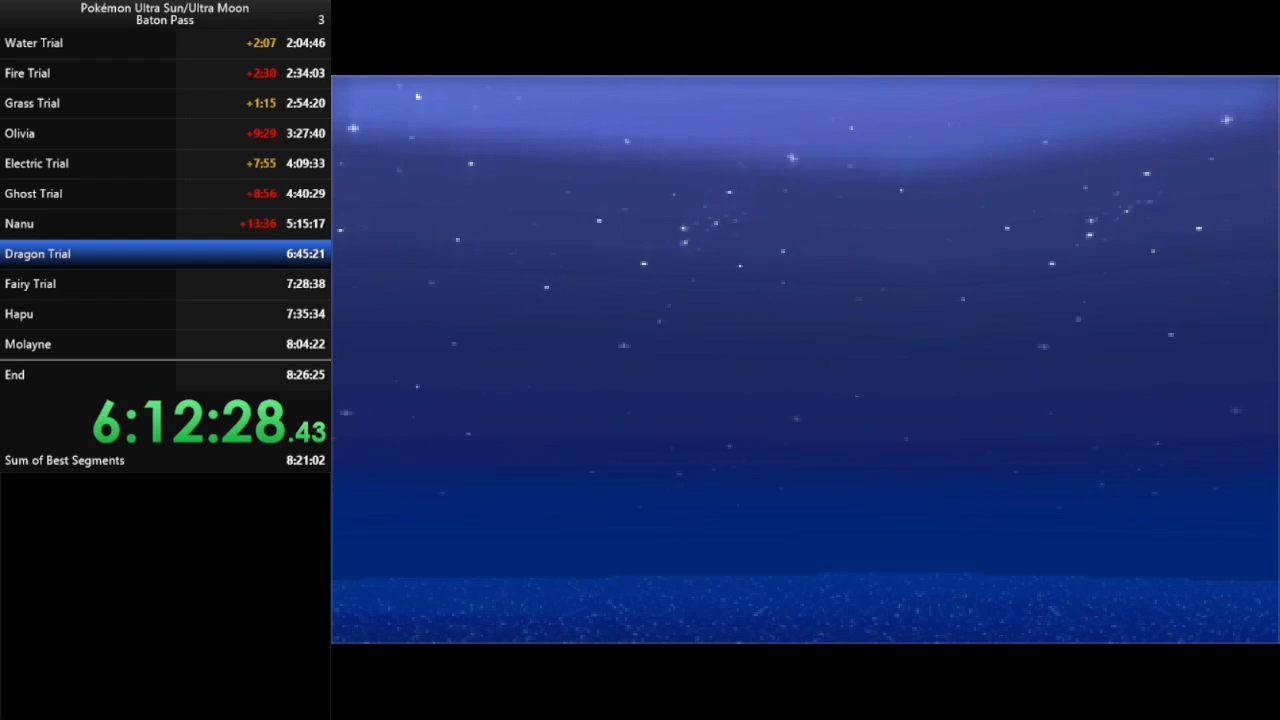 Pokémon Ultra Sun/Ultra Moon
Baton Pass 3
Water Trial +2:07 2:04:46
Fire Trial +2:30 2:34:03
Grass Trial +1:15 2:54:20
Olivia +9:29 3:27:40
Electric Trial +7:55 4:09:33
Ghost Trial +8:56 4:40:29
Nanu +13:36 5:15:17
Dragon Trial 6:45:21
Fairy Trial 7:28:38
Hapu 7:35:34
Molayne 8:04:22
End 8:26:25
6:12:28.43
Sum of Best Segments 8:21:02